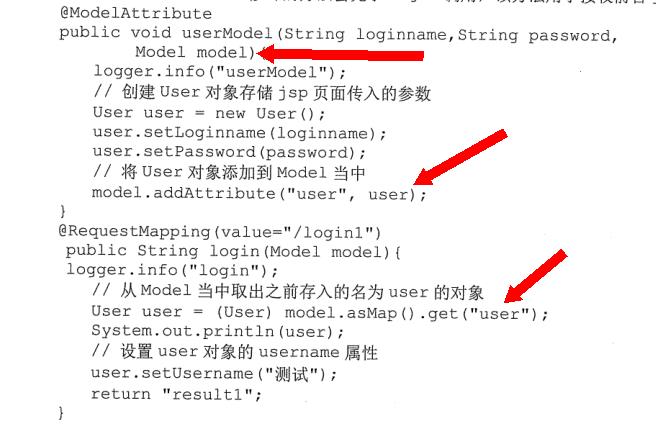 @ModelAttribute
public void userModel(String loginname,String password,
Model model)
logger.info("userModel");
// 创建 User 对象存储 jsp 页面传入的参数
User user = new User();
user.setLoginname(loginname);
user.setPassword(password);
// 将 User 对象添加到 Model 当中
model.addAttribute("user", user);
}
@RequestMapping(value="/login1")
public String login(Model model){
logger.info("login");
// 从 Model 当中取出之前存入的名为 user 的对象
User user = (User) model.asMap().get("user");
System.out.println(user);
// 设置 user 对象的 username 属性
user.setUsername("测试");
return "result1";
}